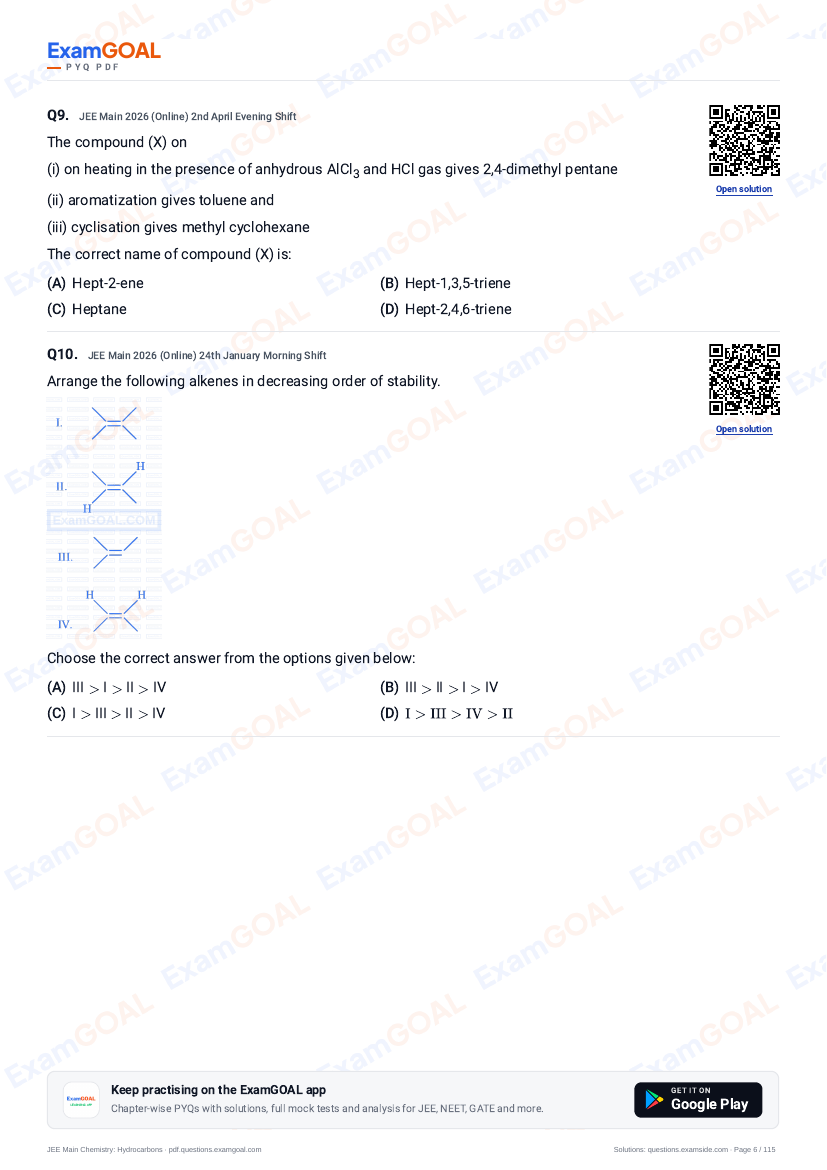 ExamGOAL
PYQ PDF
Q9. JEE Main 2026 (Online) 2nd April Evening Shift
The compound (X) on
(i) on heating in the presence of anhydrous AlCl3 and HCl gas gives 2,4-dimethyl pentane
Open solution
(ii) aromatization gives toluene and
(iii) cyclisation gives methyl cyclohexane
The correct name of compound (X) is:
(A) Hept-2-ene (B) Hept-1,3,5-triene
(C) Heptane (D) Hept-2,4,6-triene
Q10. JEE Main 2026 (Online) 24th January Morning Shift
Arrange the following alkenes in decreasing order of stability.
Open solution
I.
H
II.
H
ExamGOAL.COM
III.
H H
IV.
Choose the correct answer from the options given below:
(A) III > I > II > IV (B) III > II > I > IV
(C) I > III > II > IV (D) I > III > IV > II
Keep practising on the ExamGOAL app
Chapter-wise PYQs with solutions, full mock tests and analysis for JEE, NEET, GATE and more.
GET IT ON
Google Play
JEE Main Chemistry: Hydrocarbons · pdf.questions.examgoal.com Solutions: questions.examside.com · Page 6 / 115